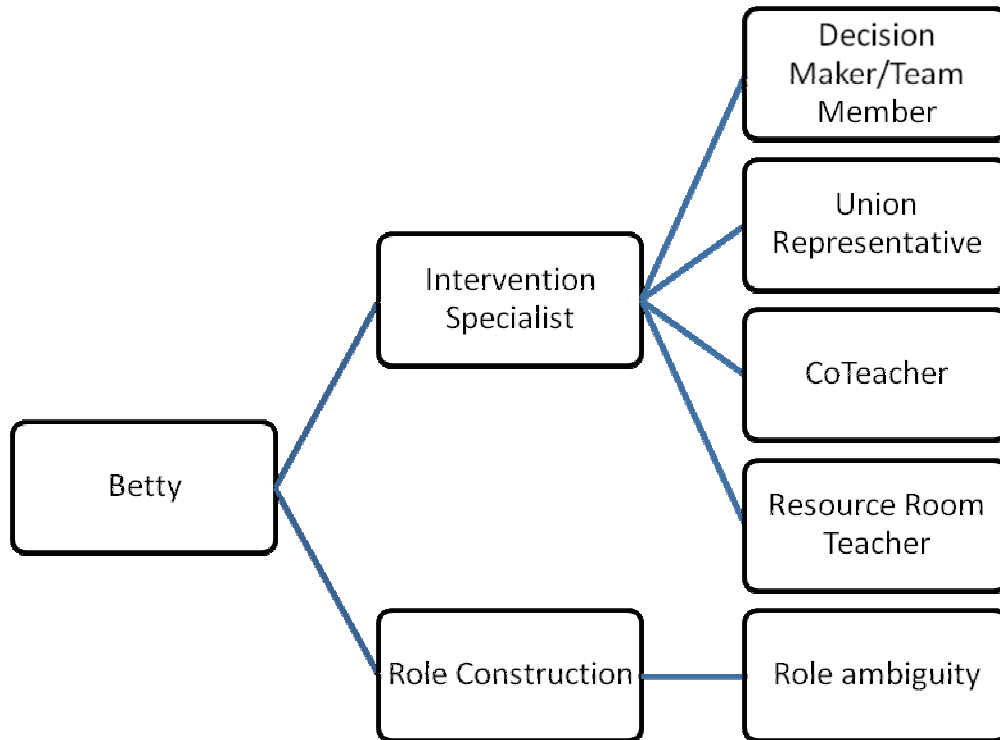 Decision
Maker/Team
Member
Union
Representative
Intervention
Specialist
CoTeacher
Betty
Resource Room
Teacher
Role Construction
Role ambiguity